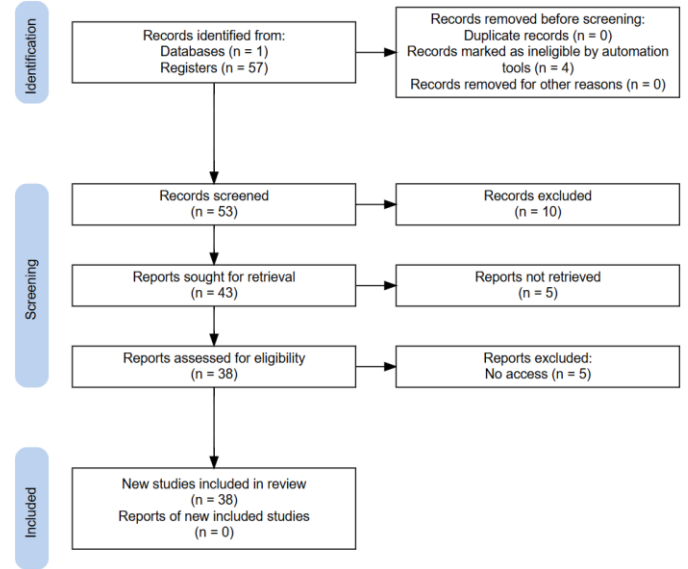 Identification
Records identified from:
Databases (n = 1)
Registers (n = 57)
Records removed before screening:
Duplicate records (n = 0)
Records marked as ineligible by automation
tools (n = 4)
Records removed for other reasons (n = 0)
Screening
Records screened
(n = 53)
Records excluded
(n = 10)
Reports sought for retrieval
(n = 43)
Reports not retrieved
(n = 5)
Reports assessed for eligibility
(n = 38)
Reports excluded:
No access (n = 5)
Included
New studies included in review
(n = 38)
Reports of new included studies
(n = 0)